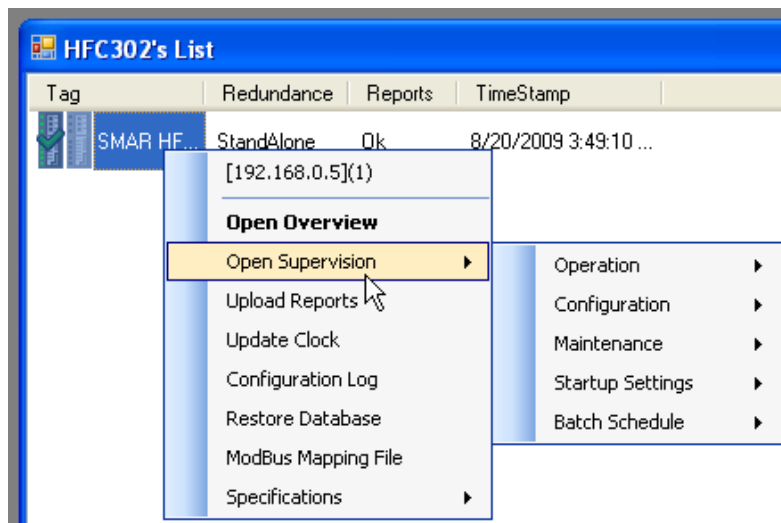 HFC302's List
Tag Redundance Reports TimeStamp
SMAR HF... StandAlone Ok 8/20/2009 3:49:10 ...
[192.168.0.5](1)
Open Overview
Open Supervision
Operation
Upload Reports
Configuration
Update Clock
Maintenance
Configuration Log
Startup Settings
Restore Database
Batch Schedule
ModBus Mapping File
Specifications